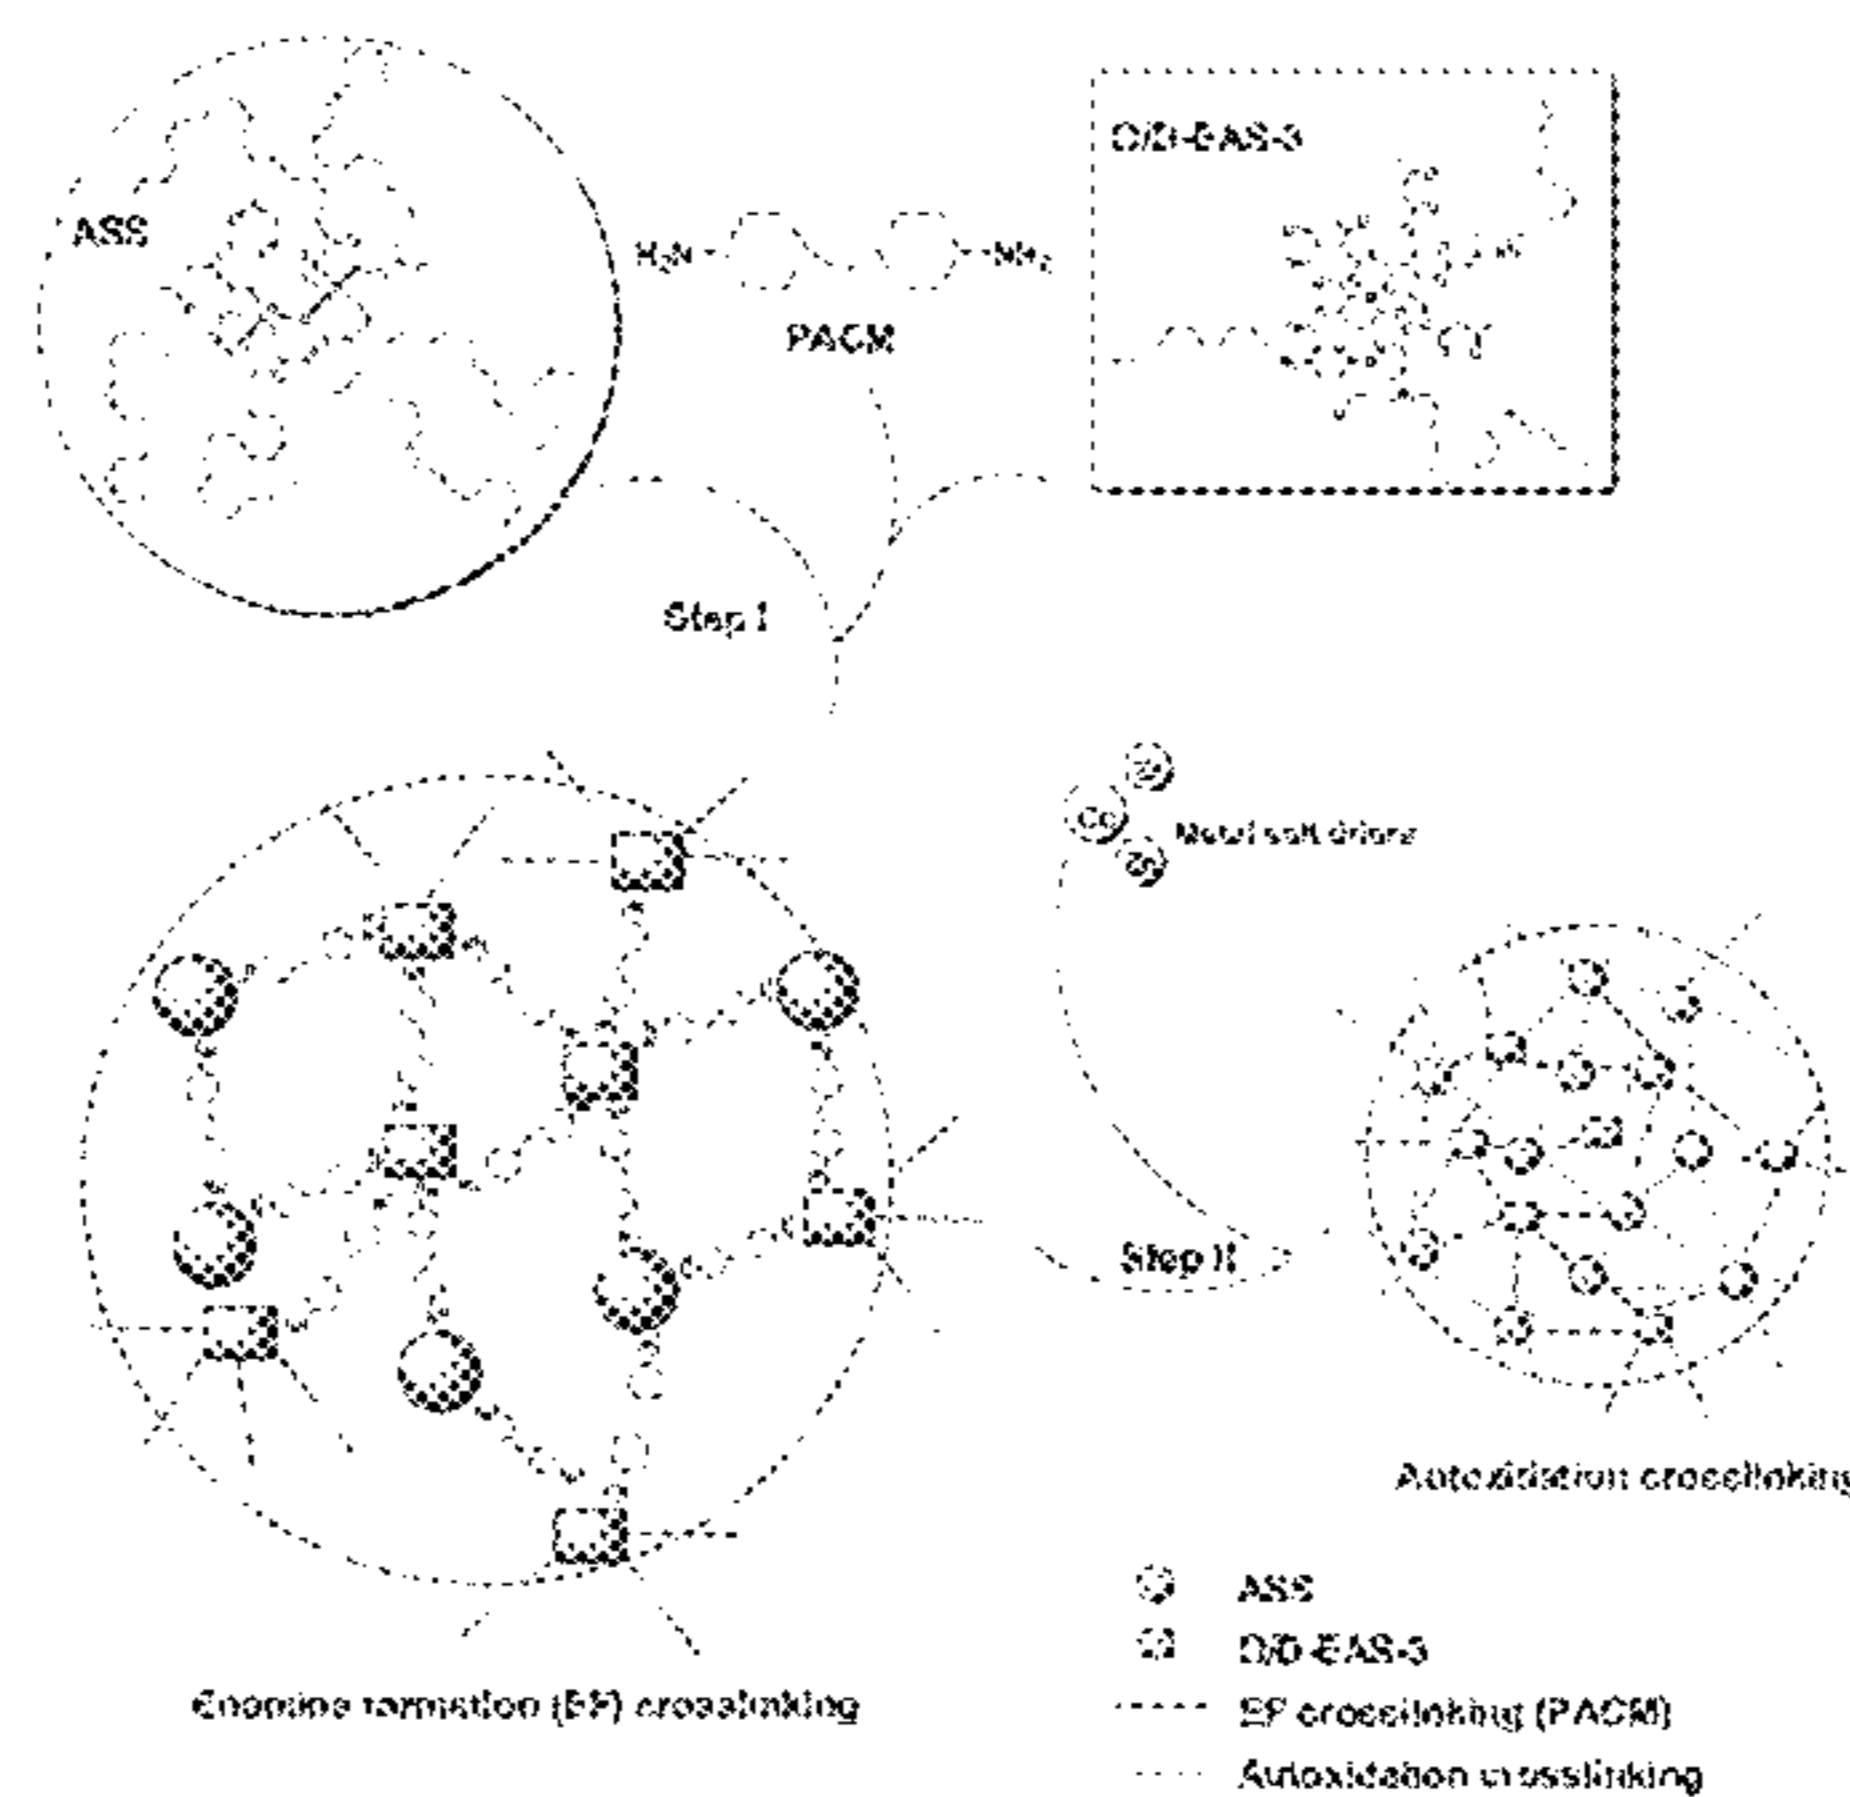 ASS
H₂N
NH₂
PACM
O/D-EAS-3
Step I
Co
Metal salt driers
Step II
Autoxidation crosslinking
Enamine formation (EF) crosslinking
ASS
O/D-EAS-3
EF crosslinking (PACM)
Autoxidation crosslinking